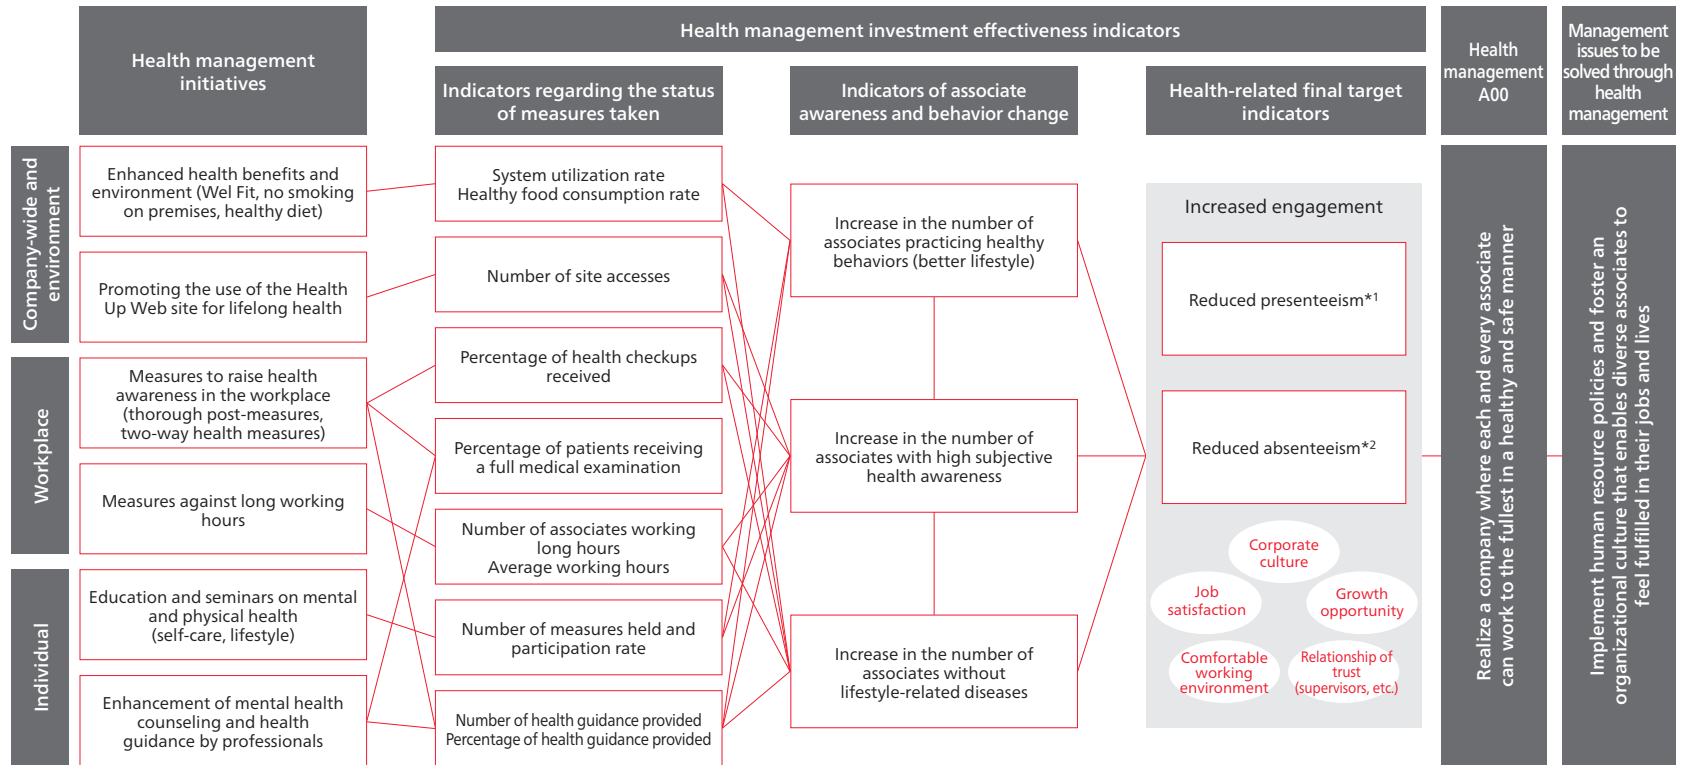 Health management
initiatives
Health management investment effectiveness indicators
Indicators regarding the status
of measures taken
Indicators of associate
awareness and behavior change
Health-related final target
indicators
Health
management
A00
Management
issues to be
solved through
health
management
Company-wide and
environment
Enhanced health benefits and
environment (Wel Fit, no smoking
on premises, healthy diet)
Promoting the use of the Health
Up Web site for lifelong health
Workplace
Measures to raise health
awareness in the workplace
(thorough post-measures,
two-way health measures)
Measures against long working
hours
Individual
Education and seminars on mental
and physical health
(self-care, lifestyle)
Enhancement of mental health
counseling and health
guidance by professionals
System utilization rate
Healthy food consumption rate
Number of site accesses
Percentage of health checkups
received
Percentage of patients receiving
a full medical examination
Number of associates working
long hours
Average working hours
Number of measures held and
participation rate
Number of health guidance provided
Percentage of health guidance provided
Increase in the number of
associates practicing healthy
behaviors (better lifestyle)
Increase in the number of
associates with high subjective
health awareness
Increase in the number of
associates without
lifestyle-related diseases
Increased engagement
Reduced presenteeism*1
Reduced absenteeism*2
Corporate
culture
Job
satisfaction
Growth
opportunity
Comfortable
working
environment
Relationship of
trust
(supervisors, etc.)
Realize a company where each and every associate
can work to the fullest in a healthy and safe manner
Implement human resource policies and foster an
organizational culture that enables diverse associates to
feel fulfilled in their jobs and lives